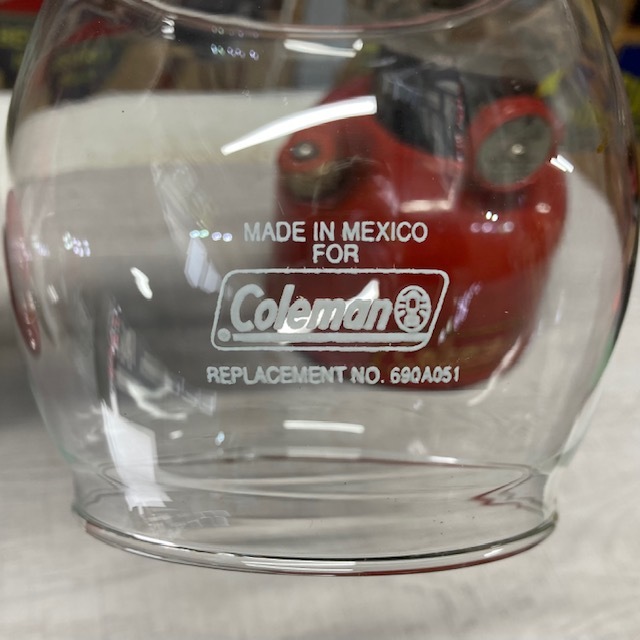 MADE IN MEXICO
FOR
Coleman
REPLACEMENT NO. 690A051